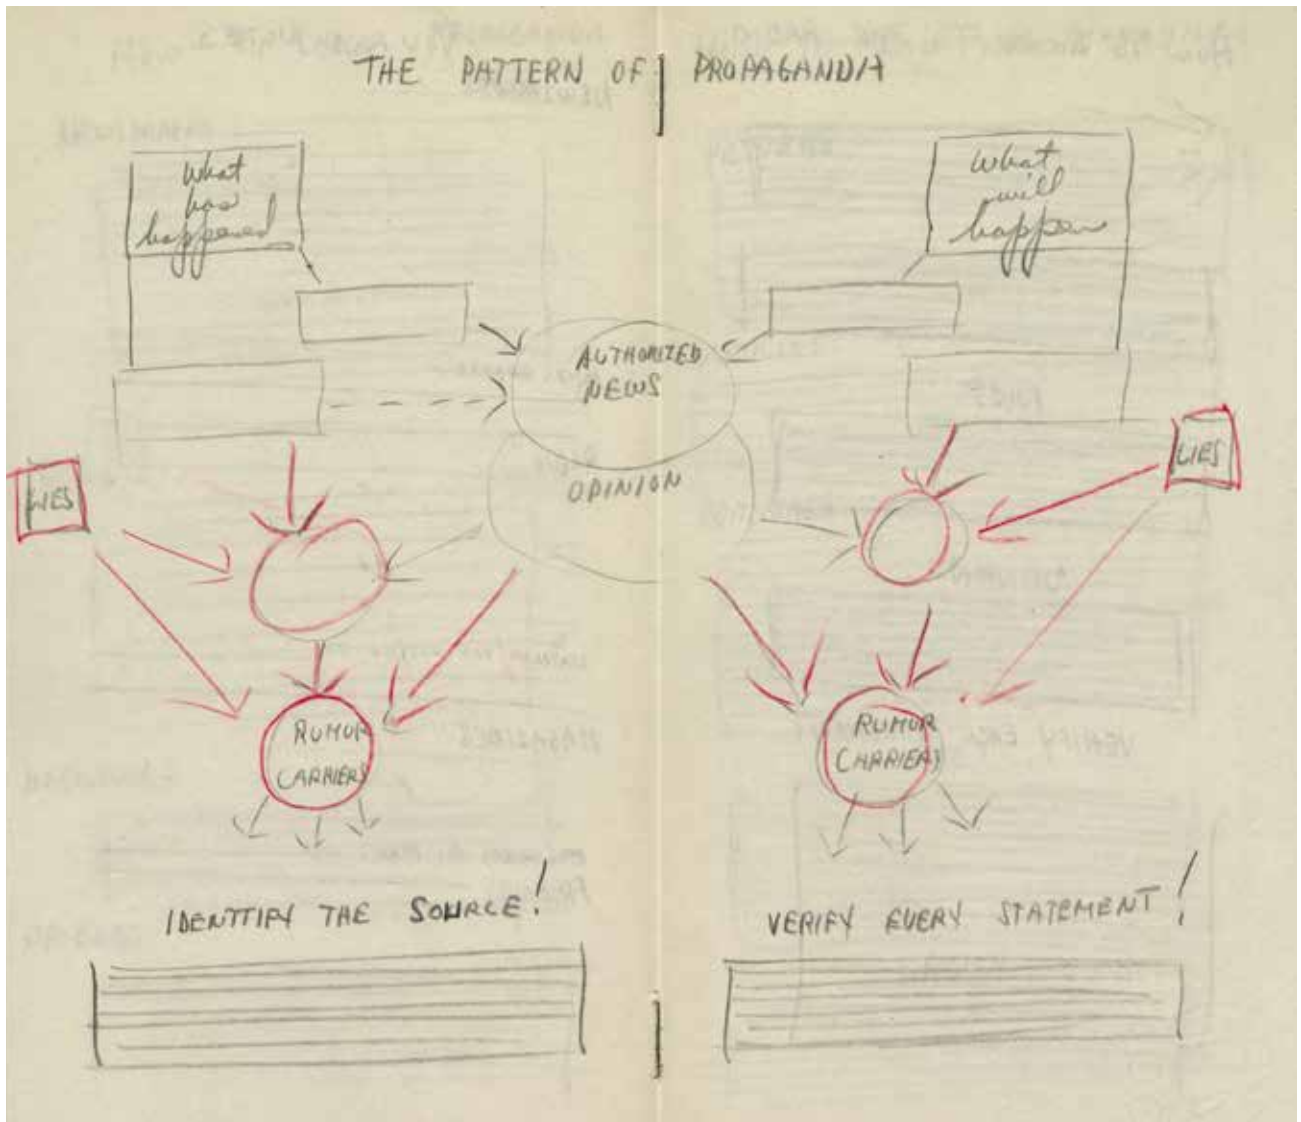 THE PATTERN OF PROPAGANDA
What
has
happened
What
will
happen
AUTHORIZED
NEWS
OPINION
LIES
LIES
RUMOR
CARRIERS
RUMOR
CARRIERS
IDENTIFY THE SOURCE!
VERIFY EVERY STATEMENT!